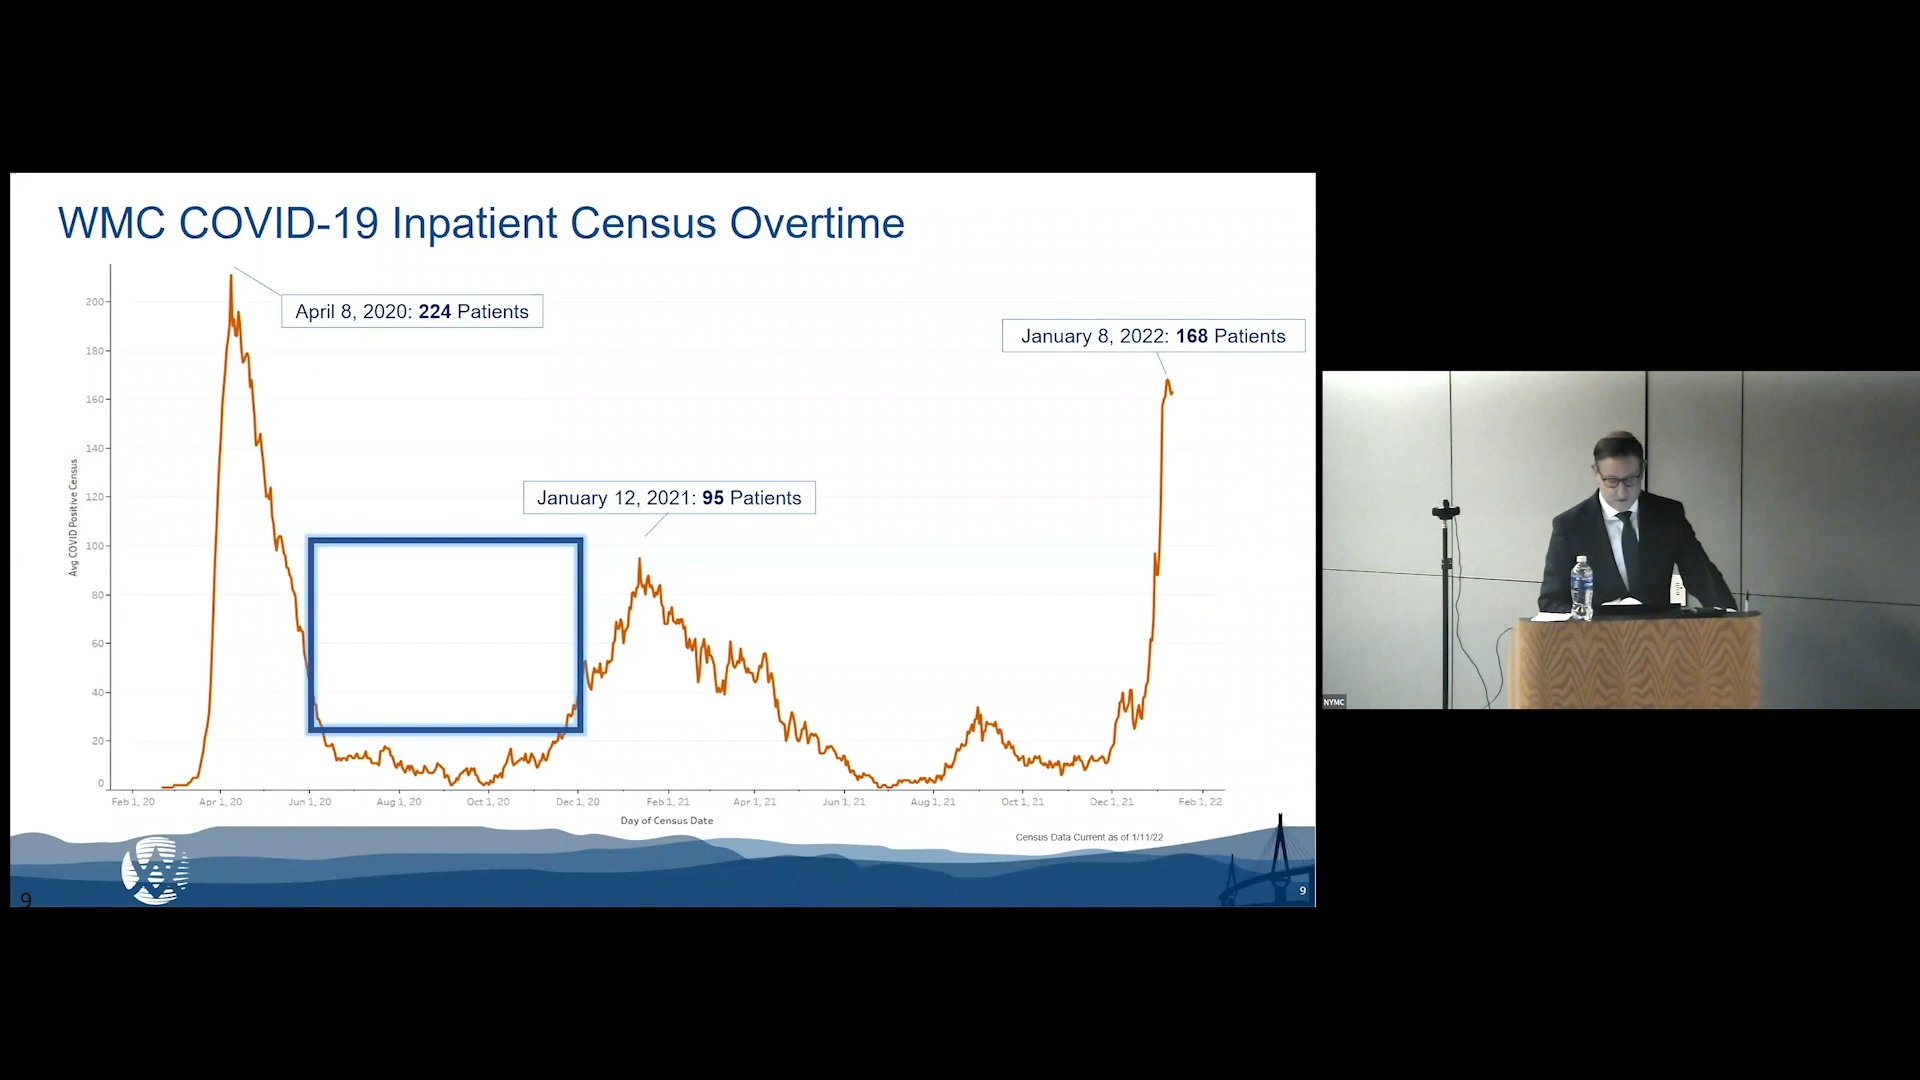 WMC COVID-19 Inpatient Census Overtime
April 8, 2020: 224 Patients
January 8, 2022: 168 Patients
January 12, 2021: 95 Patients
Avg COVID Positive Census
200
180
160
140
120
100
80
60
40
20
0
Feb 1, 20 Apr 1, 20 Jun 1, 20 Aug 1, 20 Oct 1, 20 Dec 1, 20 Feb 1, 21 Apr 1, 21 Jun 1, 21 Aug 1, 21 Oct 1, 21 Dec 1, 21 Feb 1, 22
Day of Census Date
Census Data Current as of 1/11/22
9
9
NYMC